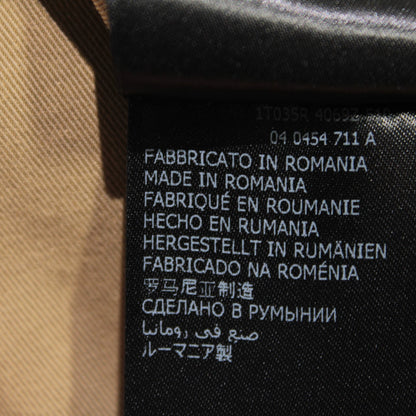 04 0454 711 A
FABBRICATO IN ROMANIA
MADE IN ROMANIA
FABRIQUÉ EN ROUMANIE
HECHO EN RUMANIA
HERGESTELLT IN RUMÄNIEN
FABRICADO NA ROMÉNIA
罗马尼亚制造
СДЕЛАНО В РУМЫНИИ
صنع في رومانيا
ルーマニア製